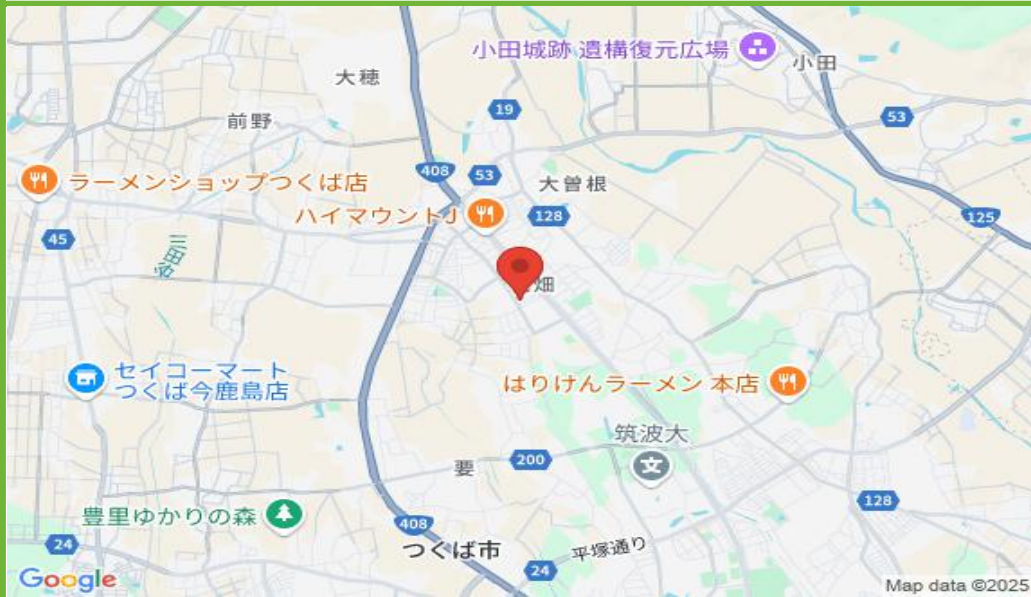 小田城跡 遺構復元広場
小田
大穂
19
前野
53
408
53
大曽根
ラーメンショップつくば店
ハイマウントJ
128
125
45
畑
セイコーマート
つくば今鹿島店
はりけんラーメン 本店
筑波大
文
要
200
128
豊里ゆかりの森
408
24
つくば市
平塚通り
24
Google
Map data ©2025